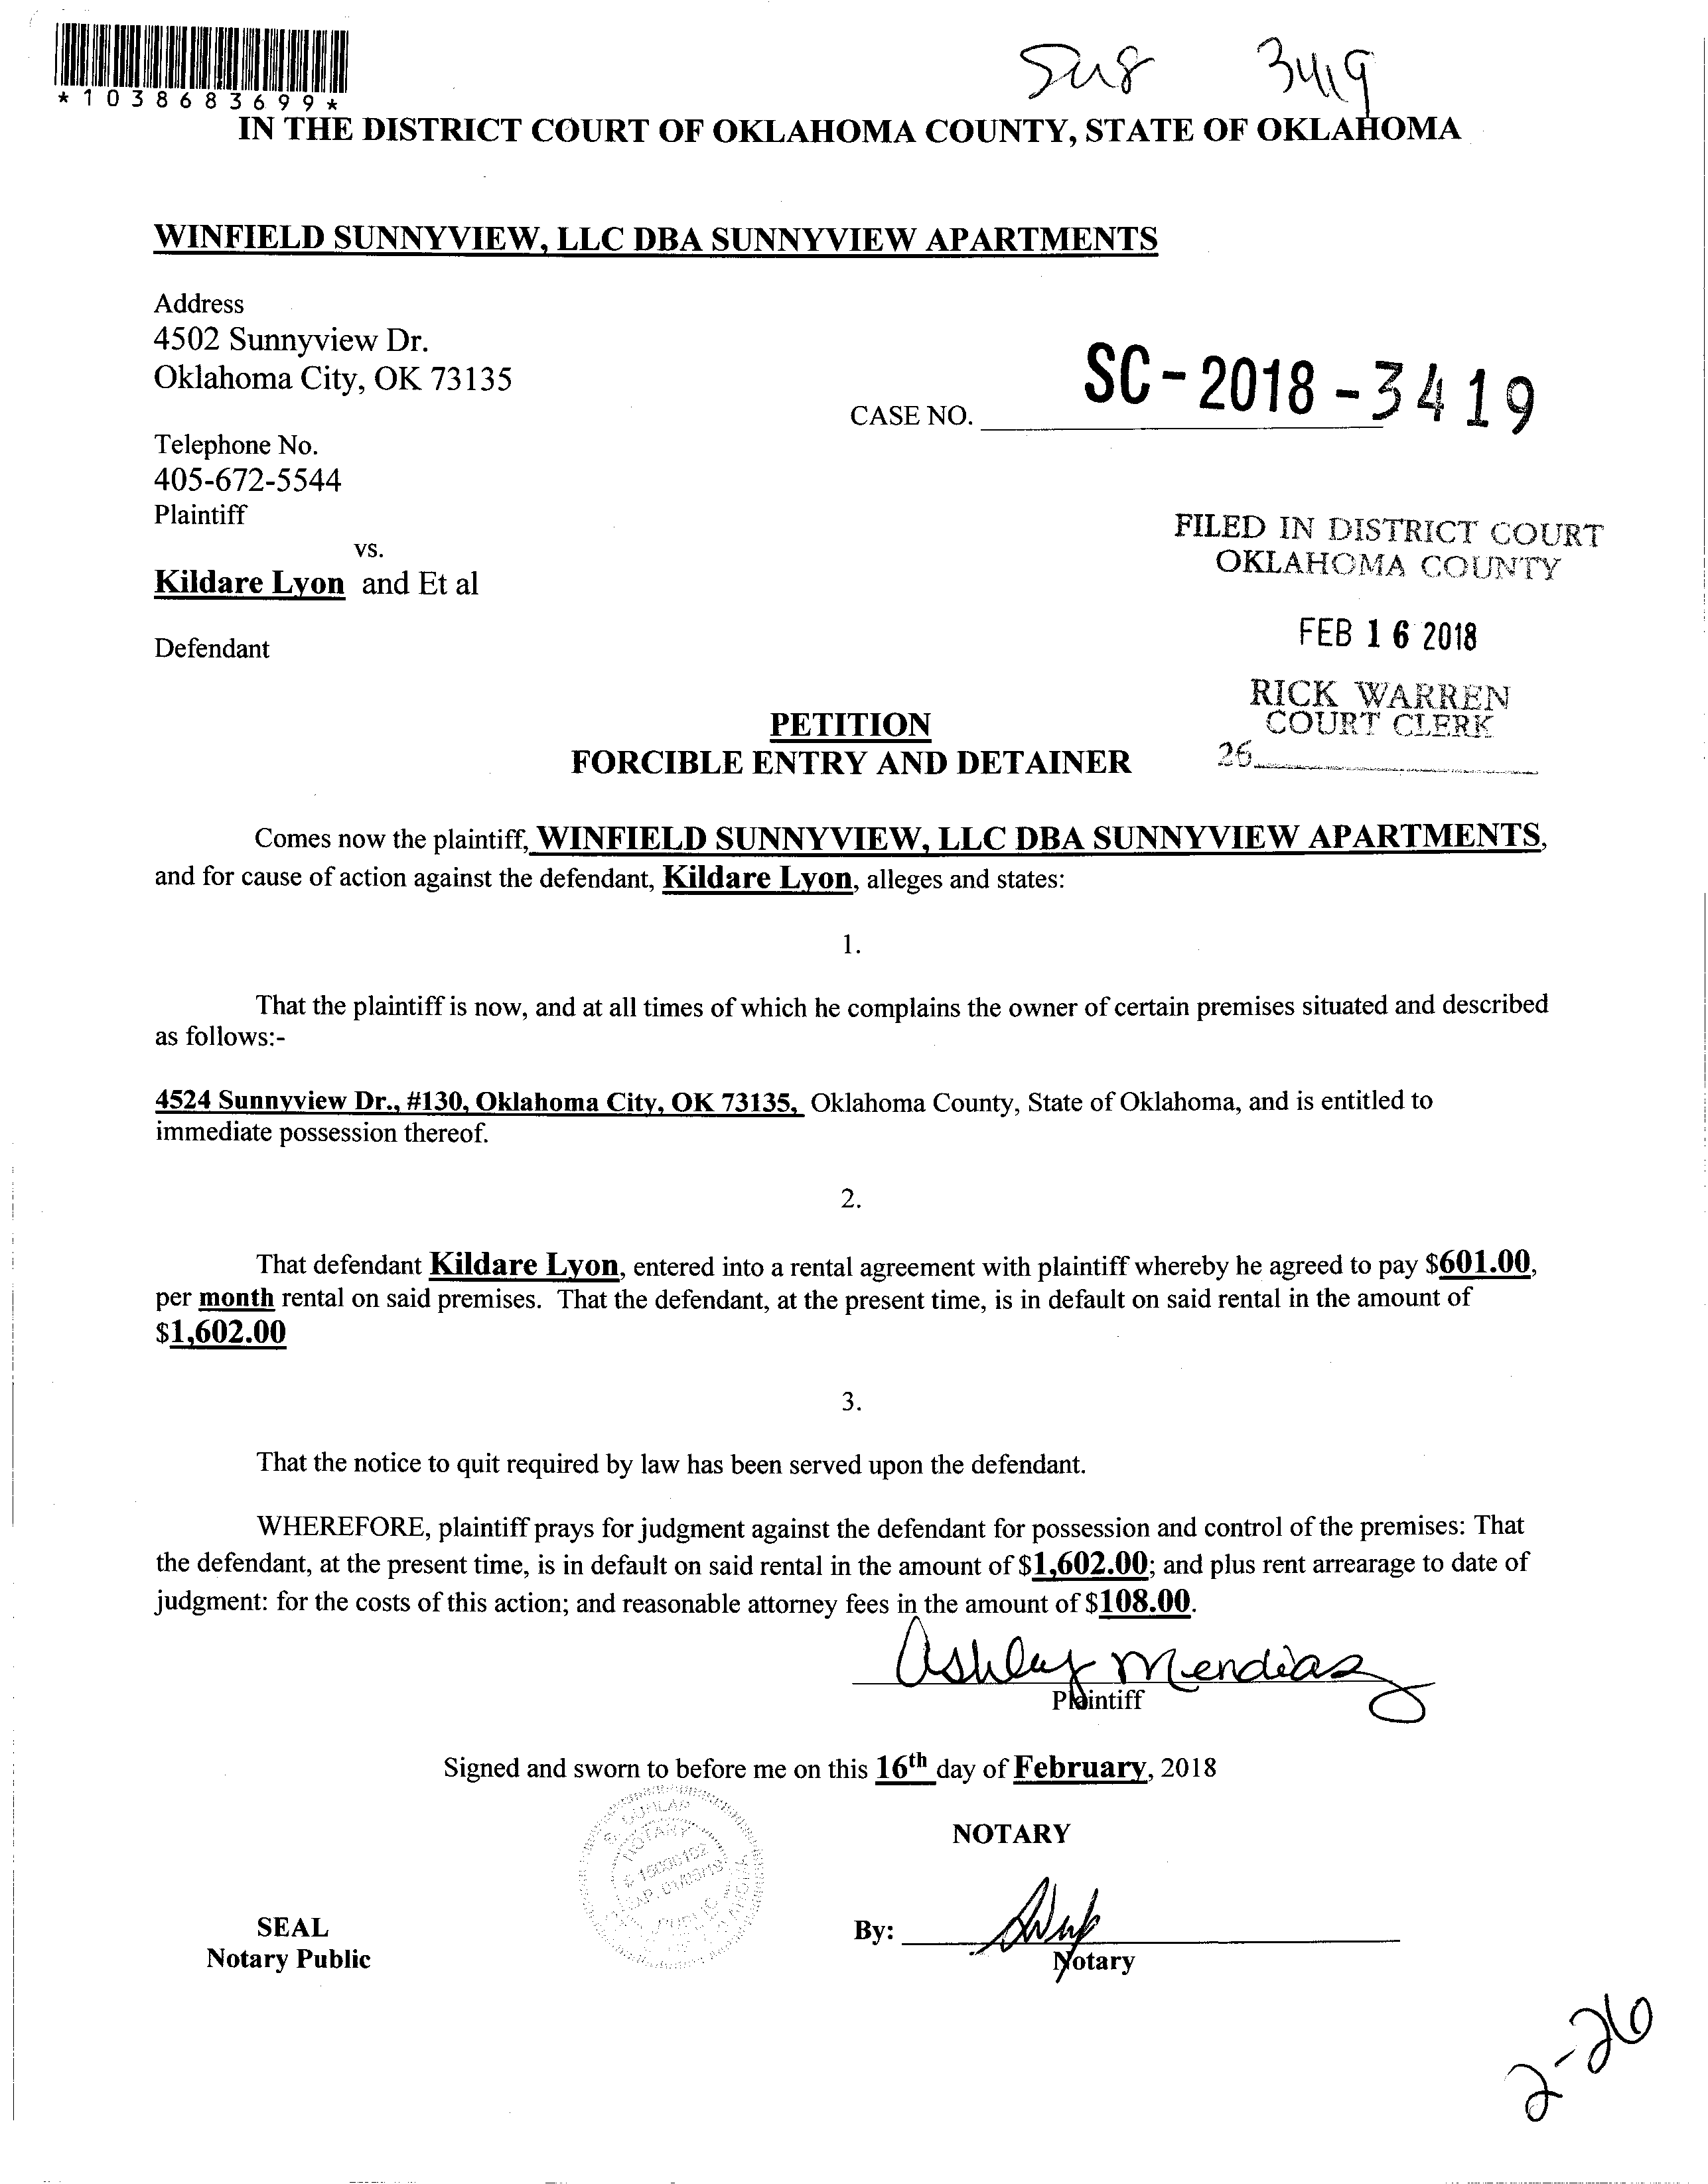 *1038683699*
3419
IN THE DISTRICT COURT OF OKLAHOMA COUNTY, STATE OF OKLAHOMA
WINFIELD SUNNYVIEW, LLC DBA SUNNYVIEW APARTMENTS
Address
4502 Sunnyview Dr.
Oklahoma City, OK 73135
CASE NO. SC-2018-3419
Telephone No.
405-672-5544
Plaintiff
vs.
Kildare Lyon and Et al
Defendant
FILED IN DISTRICT COURT
OKLAHOMA COUNTY
FEB 16 2018
RICK WARREN
COURT CLERK
26
PETITION
FORCIBLE ENTRY AND DETAINER
Comes now the plaintiff, WINFIELD SUNNYVIEW, LLC DBA SUNNYVIEW APARTMENTS,
and for cause of action against the defendant, Kildare Lyon, alleges and states:
1.
That the plaintiff is now, and at all times of which he complains the owner of certain premises situated and described
as follows:-
4524 Sunnyview Dr., #130, Oklahoma City, OK 73135, Oklahoma County, State of Oklahoma, and is entitled to
immediate possession thereof.
2.
That defendant Kildare Lyon, entered into a rental agreement with plaintiff whereby he agreed to pay $601.00,
per month rental on said premises. That the defendant, at the present time, is in default on said rental in the amount of
$1,602.00
3.
That the notice to quit required by law has been served upon the defendant.
WHEREFORE, plaintiff prays for judgment against the defendant for possession and control of the premises: That
the defendant, at the present time, is in default on said rental in the amount of $1,602.00; and plus rent arrearage to date of
judgment: for the costs of this action; and reasonable attorney fees in the amount of $108.00.
Ashley Mendias
Plaintiff
Signed and sworn to before me on this 16th day of February, 2018
NOTARY
NOTARY
PUBLIC
SEAL
Notary Public
By:
Notary
2-26